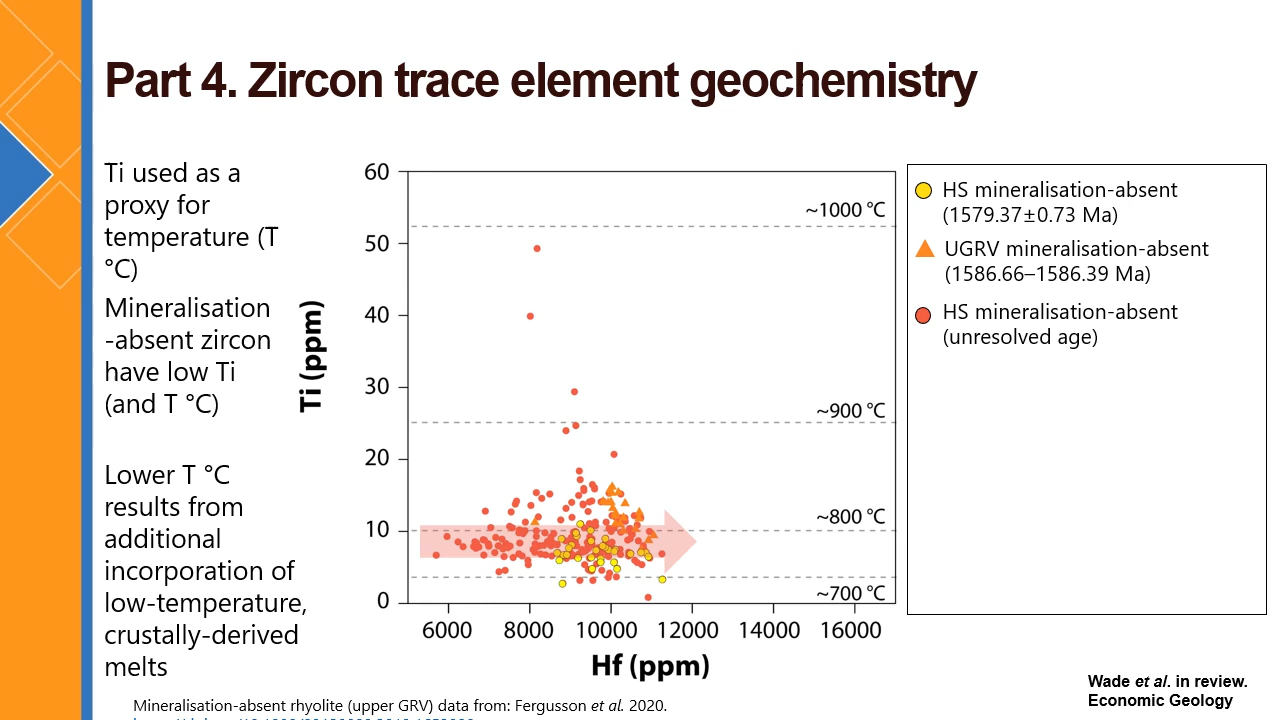 Part 4. Zircon trace element geochemistry
Ti used as a
proxy for
temperature (T
°C)
Mineralisation
-absent zircon
have low Ti
(and T °C)
Lower T °C
results from
additional
incorporation of
low-temperature,
crustally-derived
melts
Ti (ppm)
60
50
40
30
20
10
0
~1000 °C
~900 °C
~800 °C
~700 °C
6000 8000 10000 12000 14000 16000
Hf (ppm)
HS mineralisation-absent
(1579.37±0.73 Ma)
UGRV mineralisation-absent
(1586.66–1586.39 Ma)
HS mineralisation-absent
(unresolved age)
Wade et al. in review.
Economic Geology
Mineralisation-absent rhyolite (upper GRV) data from: Fergusson et al. 2020.